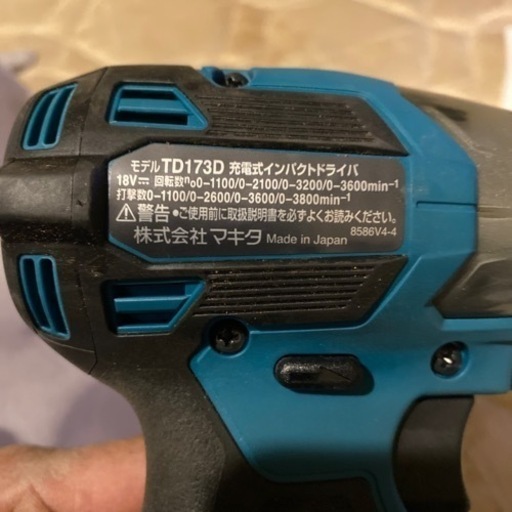 モデル TD173D 充電式インパクトドライバ
18V⎓ 回転数n₀0-1100/0-2100/0-3200/0-3600min⁻¹
打撃数0-1100/0-2600/0-3600/0-3800min⁻¹
⚠警告 ●ご使用前に取扱説明書を必ずよくお読みください。
株式会社 マキタ Made in Japan 8586V4-4